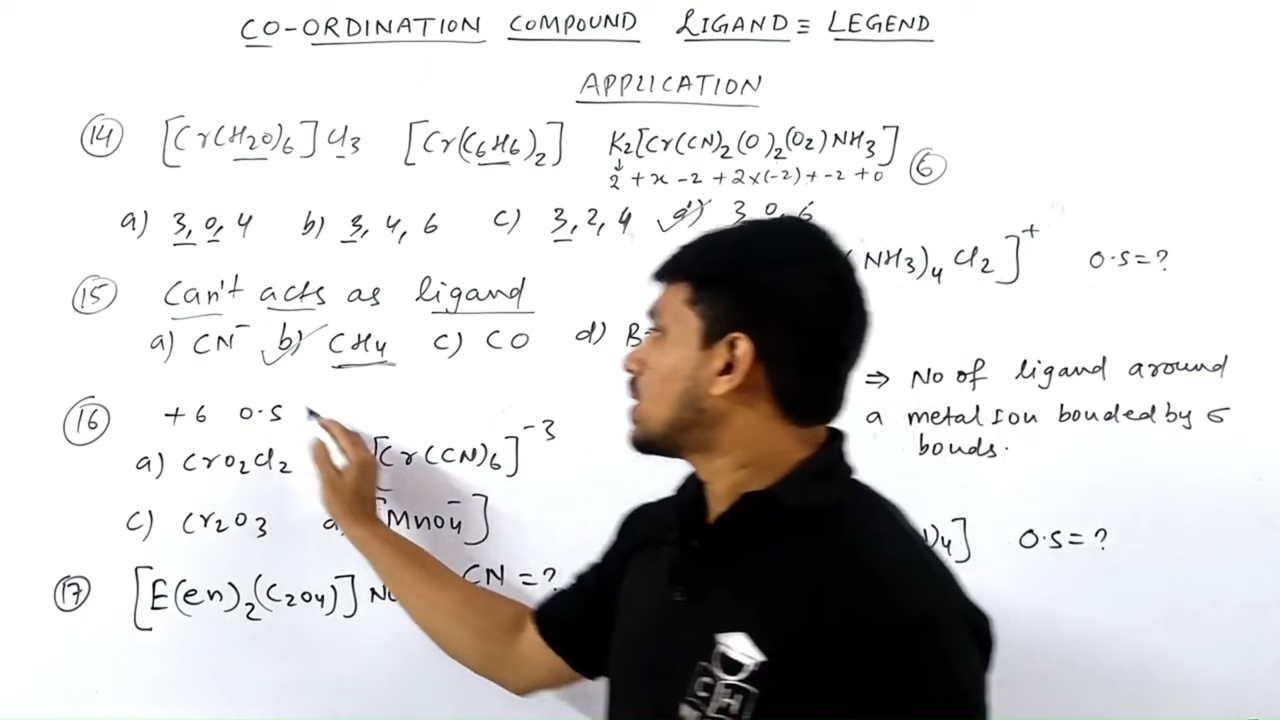 CO-ORDINATION COMPOUND LIGAND ≡ LEGEND
APPLICATION
(14) [Cr(H2O)6]Cl3 [Cr(C6H6)2] K2[Cr(CN)2(O)2(O2)NH3]
2 + x - 2 + 2x(-2) + -2 + 0 (6)
a) 3, 0, 4 b) 3, 4, 6 c) 3, 2, 4 d) 3, 0, 6
NH3)4 Cl2]+ O.S = ?
(15) Can't acts as ligand
a) CN- b) CH4 c) CO d) B
⇒ No of ligand around
a metal Ion bonded by σ
bonds.
(16) +6 O.S
a) CrO2Cl2 [Cr(CN)6]-3
c) Cr2O3 [MnO4-]
)4] O.S = ?
(17) [E(en)2(C2O4)] CN = ?
CH